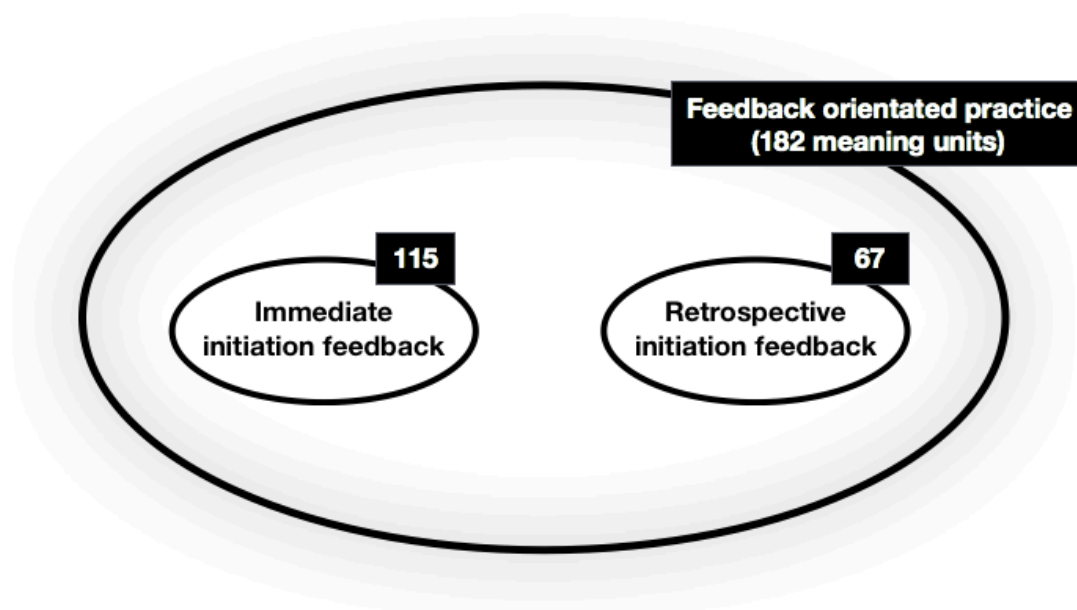 Feedback orientated practice
(182 meaning units)
115
Immediate
initiation feedback
67
Retrospective
initiation feedback